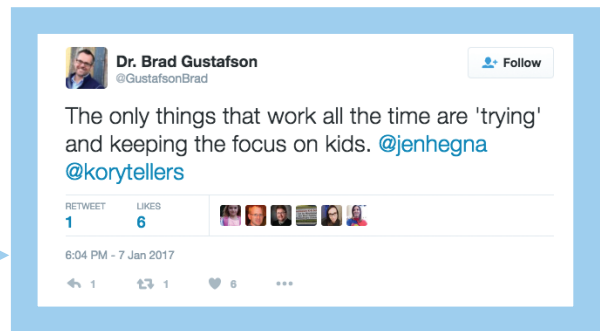 Dr. Brad Gustafson
@GustafsonBrad
Follow
The only things that work all the time are 'trying'
and keeping the focus on kids. @jenhegna
@korytellers
RETWEET LIKES
1 6
6:04 PM - 7 Jan 2017
1 1 6